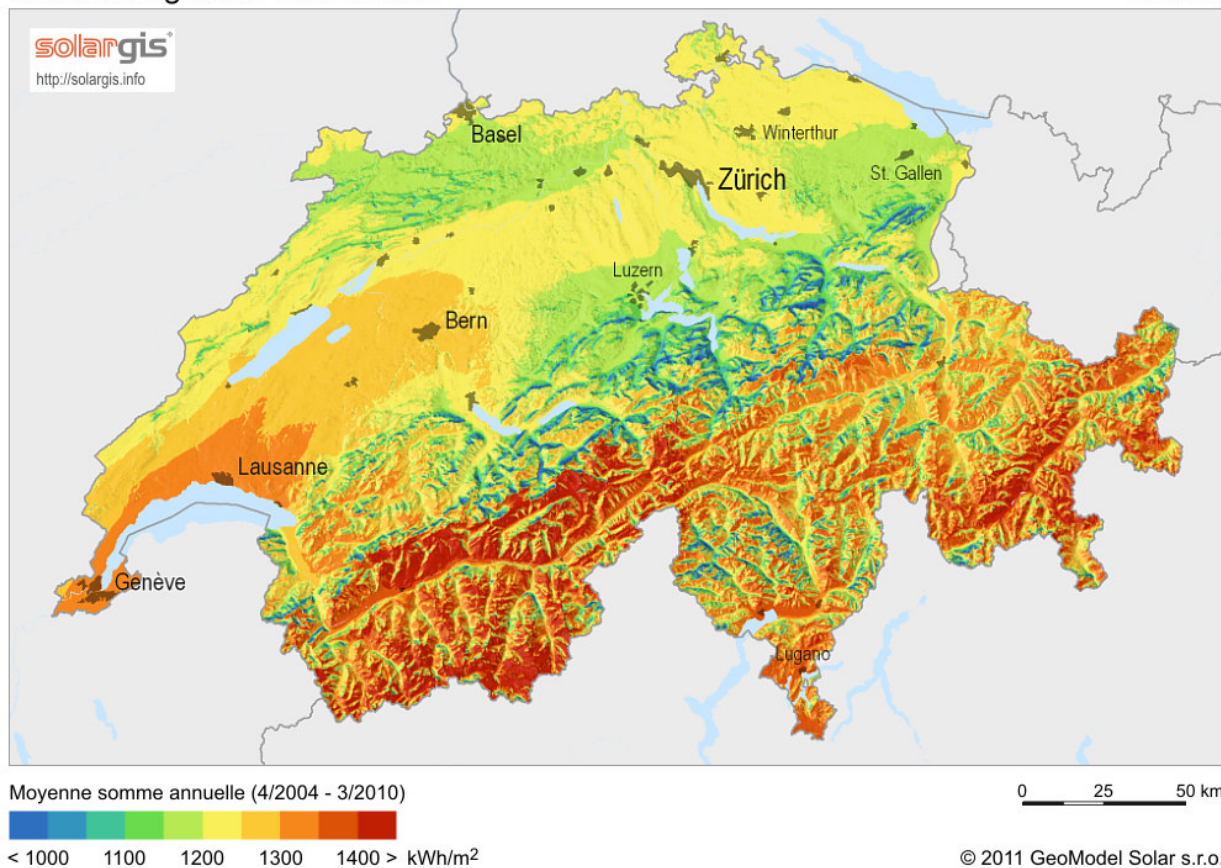 solargis®
http://solargis.info
Basel
Winterthur
Zürich
St. Gallen
Luzern
Bern
Lausanne
Genève
Lugano
Moyenne somme annuelle (4/2004 - 3/2010)
0 25 50 km
< 1000 1100 1200 1300 1400 > kWh/m²
© 2011 GeoModel Solar s.r.o.